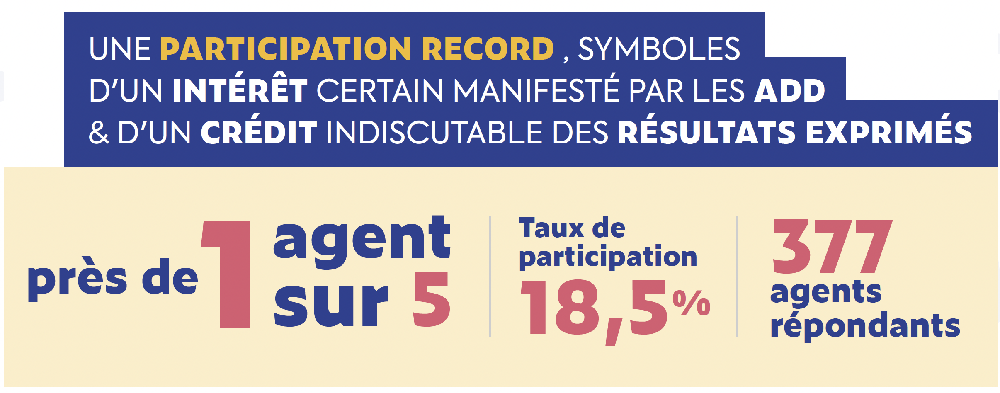 UNE PARTICIPATION RECORD , SYMBOLES
D’UN INTÉRÊT CERTAIN MANIFESTÉ PAR LES ADD
& D’UN CRÉDIT INDISCUTABLE DES RÉSULTATS EXPRIMÉS
près de 1 agent
sur 5
Taux de
participation
18,5%
377
agents
répondants